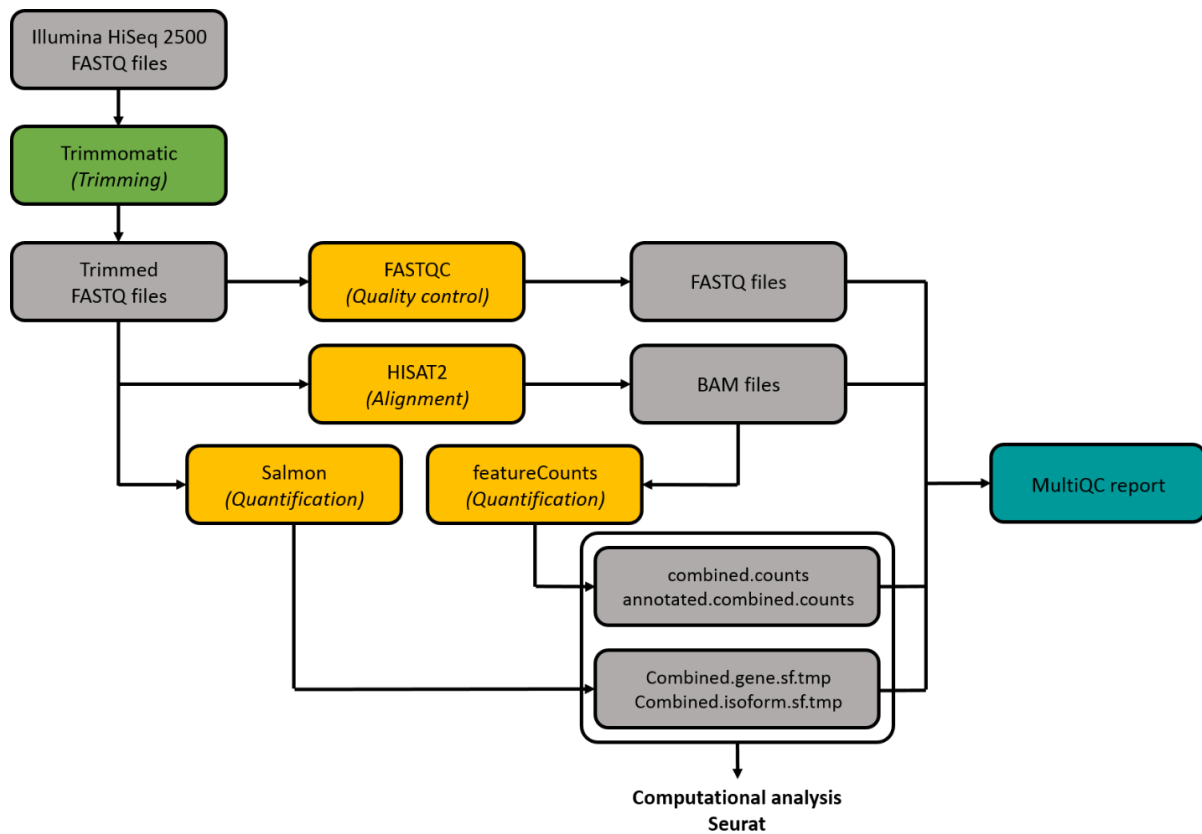 Illumina HiSeq 2500
FASTQ files
Trimmomatic
(Trimming)
Trimmed
FASTQ files
FASTQC
(Quality control)
FASTQ files
HISAT2
(Alignment)
BAM files
Salmon
(Quantification)
featureCounts
(Quantification)
MultiQC report
combined.counts
annotated.combined.counts
Combined.gene.sf.tmp
Combined.isoform.sf.tmp
Computational analysis
Seurat